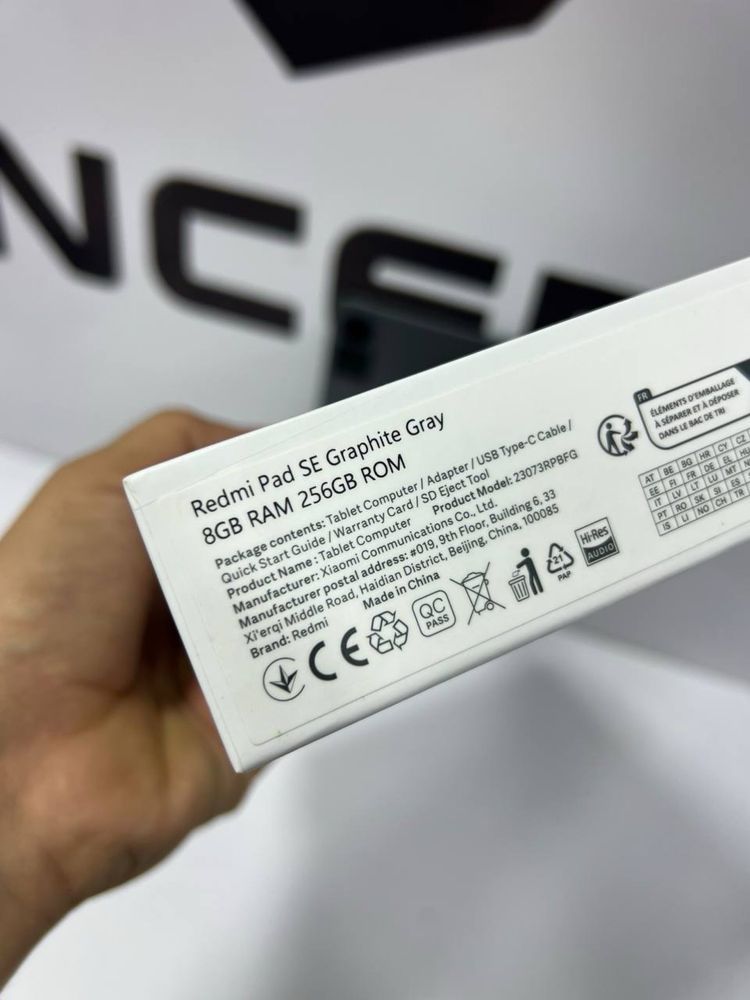 NCE
Redmi Pad SE Graphite Gray
8GB RAM 256GB ROM
Package contents: Tablet Computer / Adapter / USB Type-C Cable /
Quick Start Guide / Warranty Card / SD Eject Tool
Product Name: Tablet Computer Product Model: 23073RPBFG
Manufacturer: Xiaomi Communications Co., Ltd.
Manufacturer postal address: #019, 9th Floor, Building 6, 33
Xi'erqi Middle Road, Haidian District, Beijing, China, 100085
Brand: Redmi Made in China
CE
QC
PASS
21
PAP
Hi-Res
AUDIO
FR
ÉLÉMENTS D'EMBALLAGE
À SÉPARER ET À DÉPOSER
DANS LE BAC DE TRI
AT BE BG HR CY CZ
EE FI FR DE EL HU
IT LV LT LU MT
PT RO SK SI ES
IS LI NO CH TR